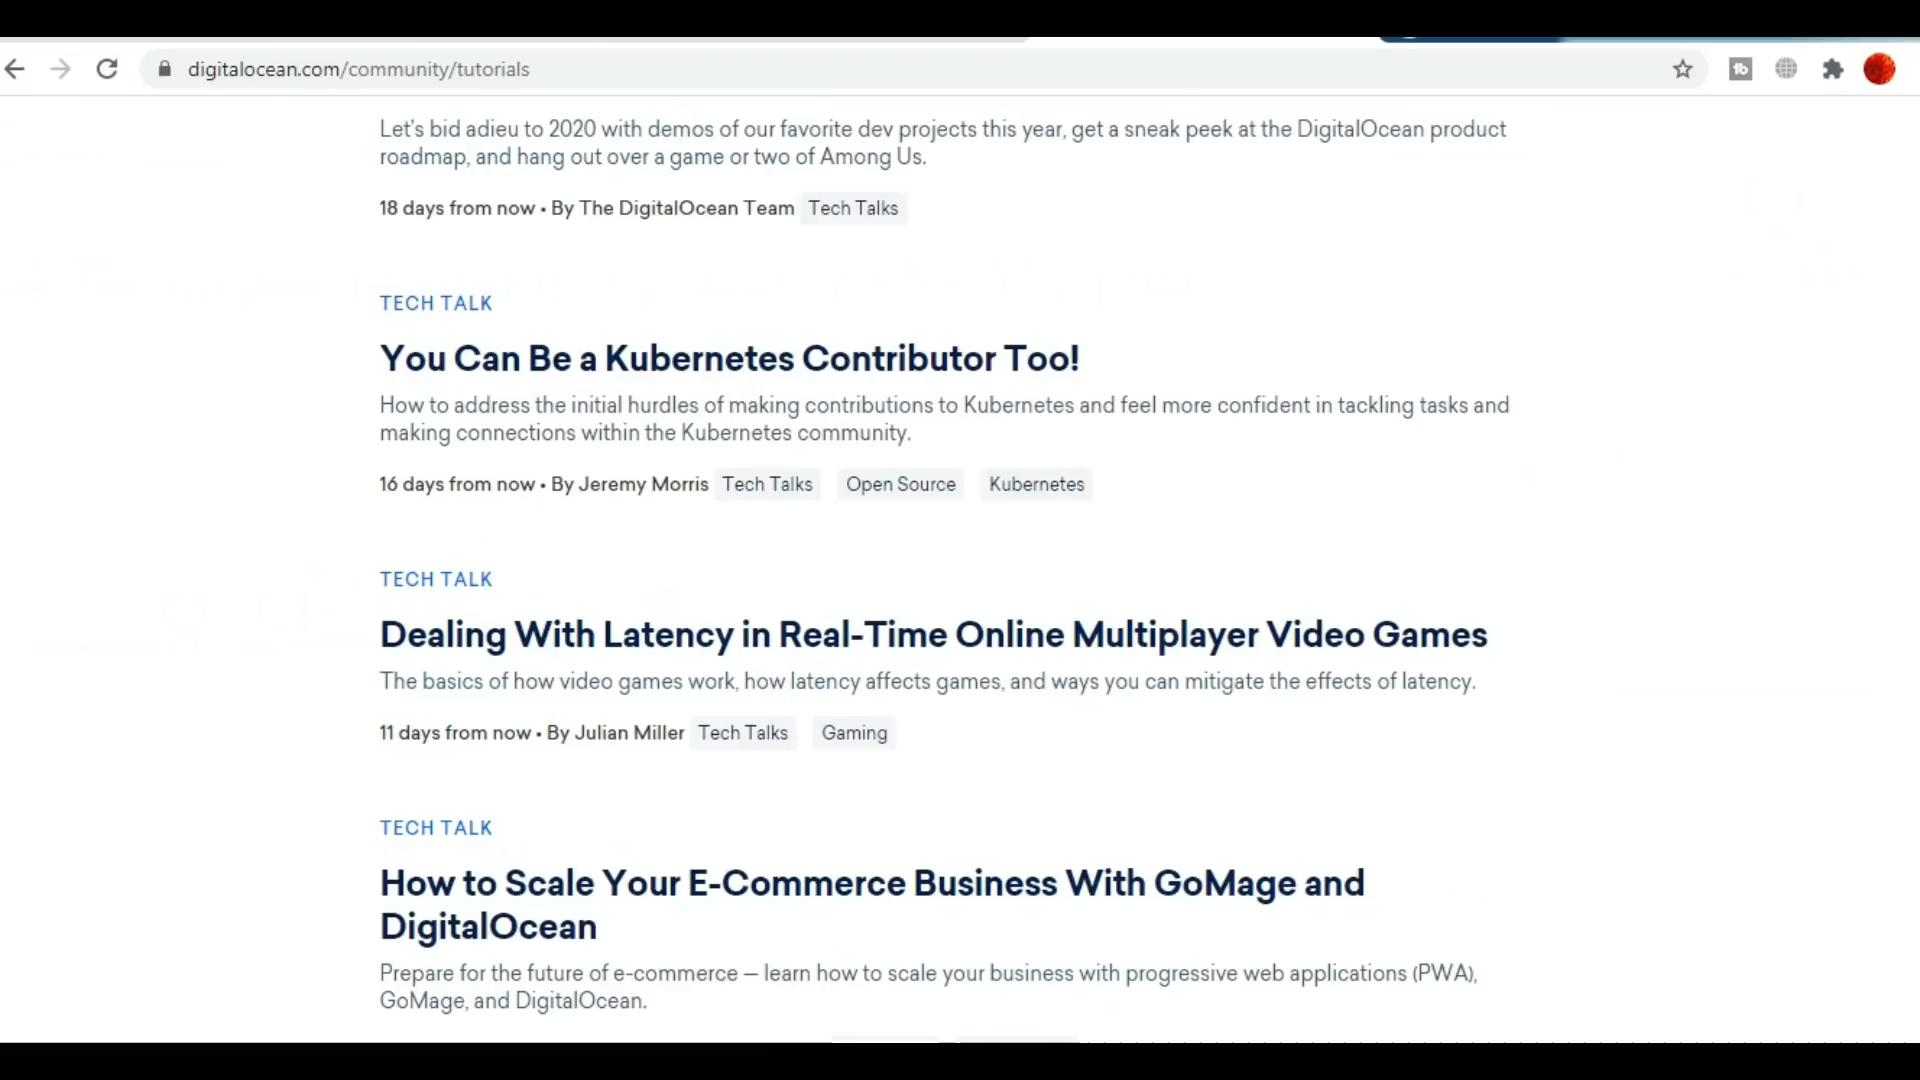 digitalocean.com/community/tutorials
Let's bid adieu to 2020 with demos of our favorite dev projects this year, get a sneak peek at the DigitalOcean product
roadmap, and hang out over a game or two of Among Us.
18 days from now • By The DigitalOcean Team Tech Talks
TECH TALK
You Can Be a Kubernetes Contributor Too!
How to address the initial hurdles of making contributions to Kubernetes and feel more confident in tackling tasks and
making connections within the Kubernetes community.
16 days from now • By Jeremy Morris Tech Talks Open Source Kubernetes
TECH TALK
Dealing With Latency in Real-Time Online Multiplayer Video Games
The basics of how video games work, how latency affects games, and ways you can mitigate the effects of latency.
11 days from now • By Julian Miller Tech Talks Gaming
TECH TALK
How to Scale Your E-Commerce Business With GoMage and
DigitalOcean
Prepare for the future of e-commerce — learn how to scale your business with progressive web applications (PWA),
GoMage, and DigitalOcean.